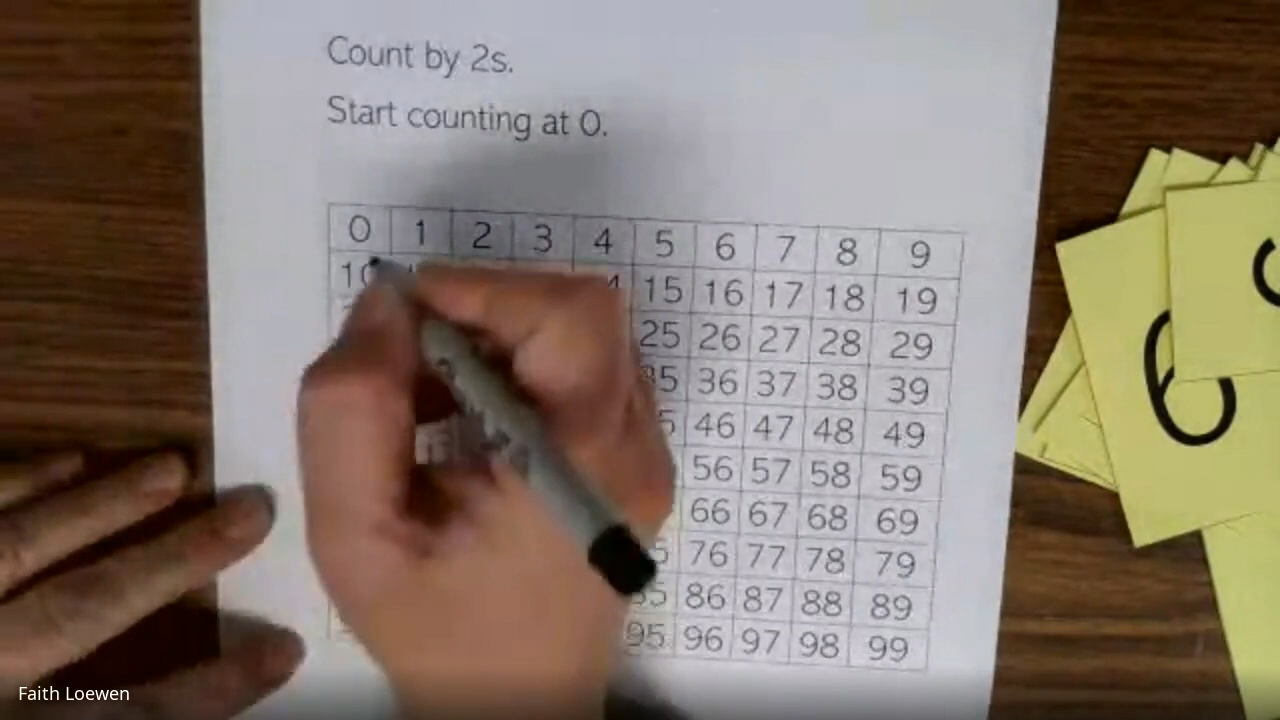 Count by 2s.
Start counting at 0.
0 1 2 3 4 5 6 7 8 9
10 15 16 17 18 19
25 26 27 28 29
36 37 38 39
46 47 48 49
56 57 58 59
66 67 68 69
76 77 78 79
86 87 88 89
95 96 97 98 99
6
Faith Loewen